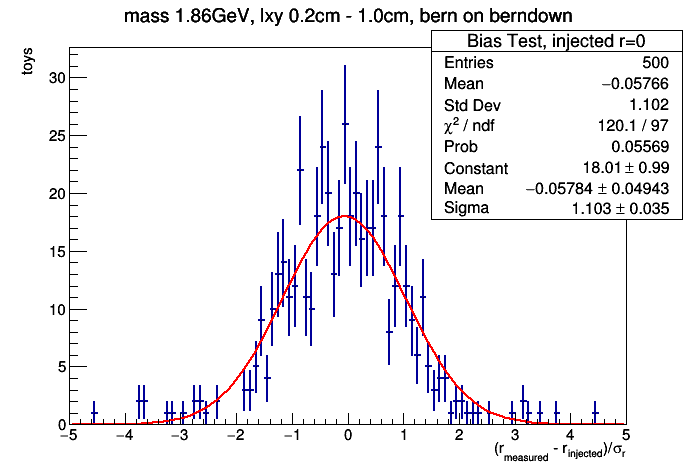 mass 1.86GeV, lxy 0.2cm - 1.0cm, bern on berndown
Bias Test, injected r=0
Entries 500
Mean −0.05766
Std Dev 1.102
χ² / ndf 120.1 / 97
Prob 0.05569
Constant 18.01 ± 0.99
Mean −0.05784 ± 0.04943
Sigma 1.103 ± 0.035
toys
30
25
20
15
10
5
0
−5 −4 −3 −2 −1 0 1 2 3 4 5
(r_measured - r_injected)/σ_r